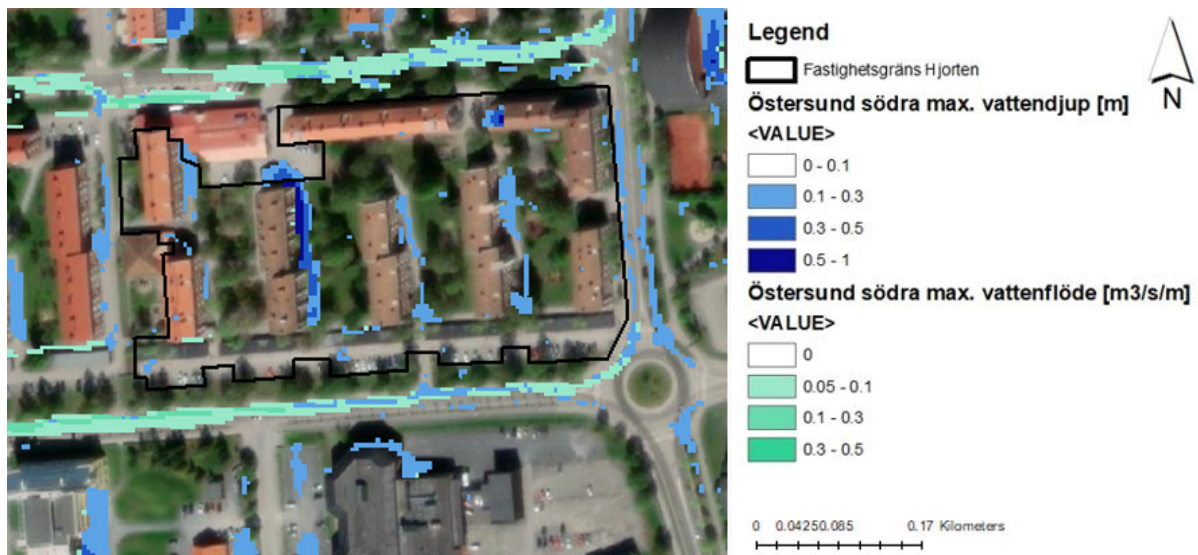 Legend
Fastighetsgräns Hjorten
N
Östersund södra max. vattendjup [m]
<VALUE>
0 - 0.1
0.1 - 0.3
0.3 - 0.5
0.5 - 1
Östersund södra max. vattenflöde [m3/s/m]
<VALUE>
0
0.05 - 0.1
0.1 - 0.3
0.3 - 0.5
0 0.04250.085 0.17 Kilometers